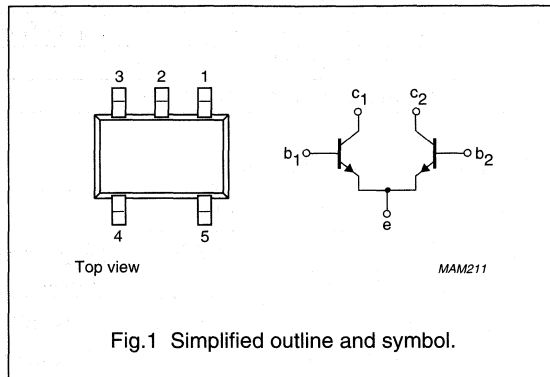 3 2 1
c1 c2
b1 b2
4 5
e
Top view
MAM211
Fig.1 Simplified outline and symbol.